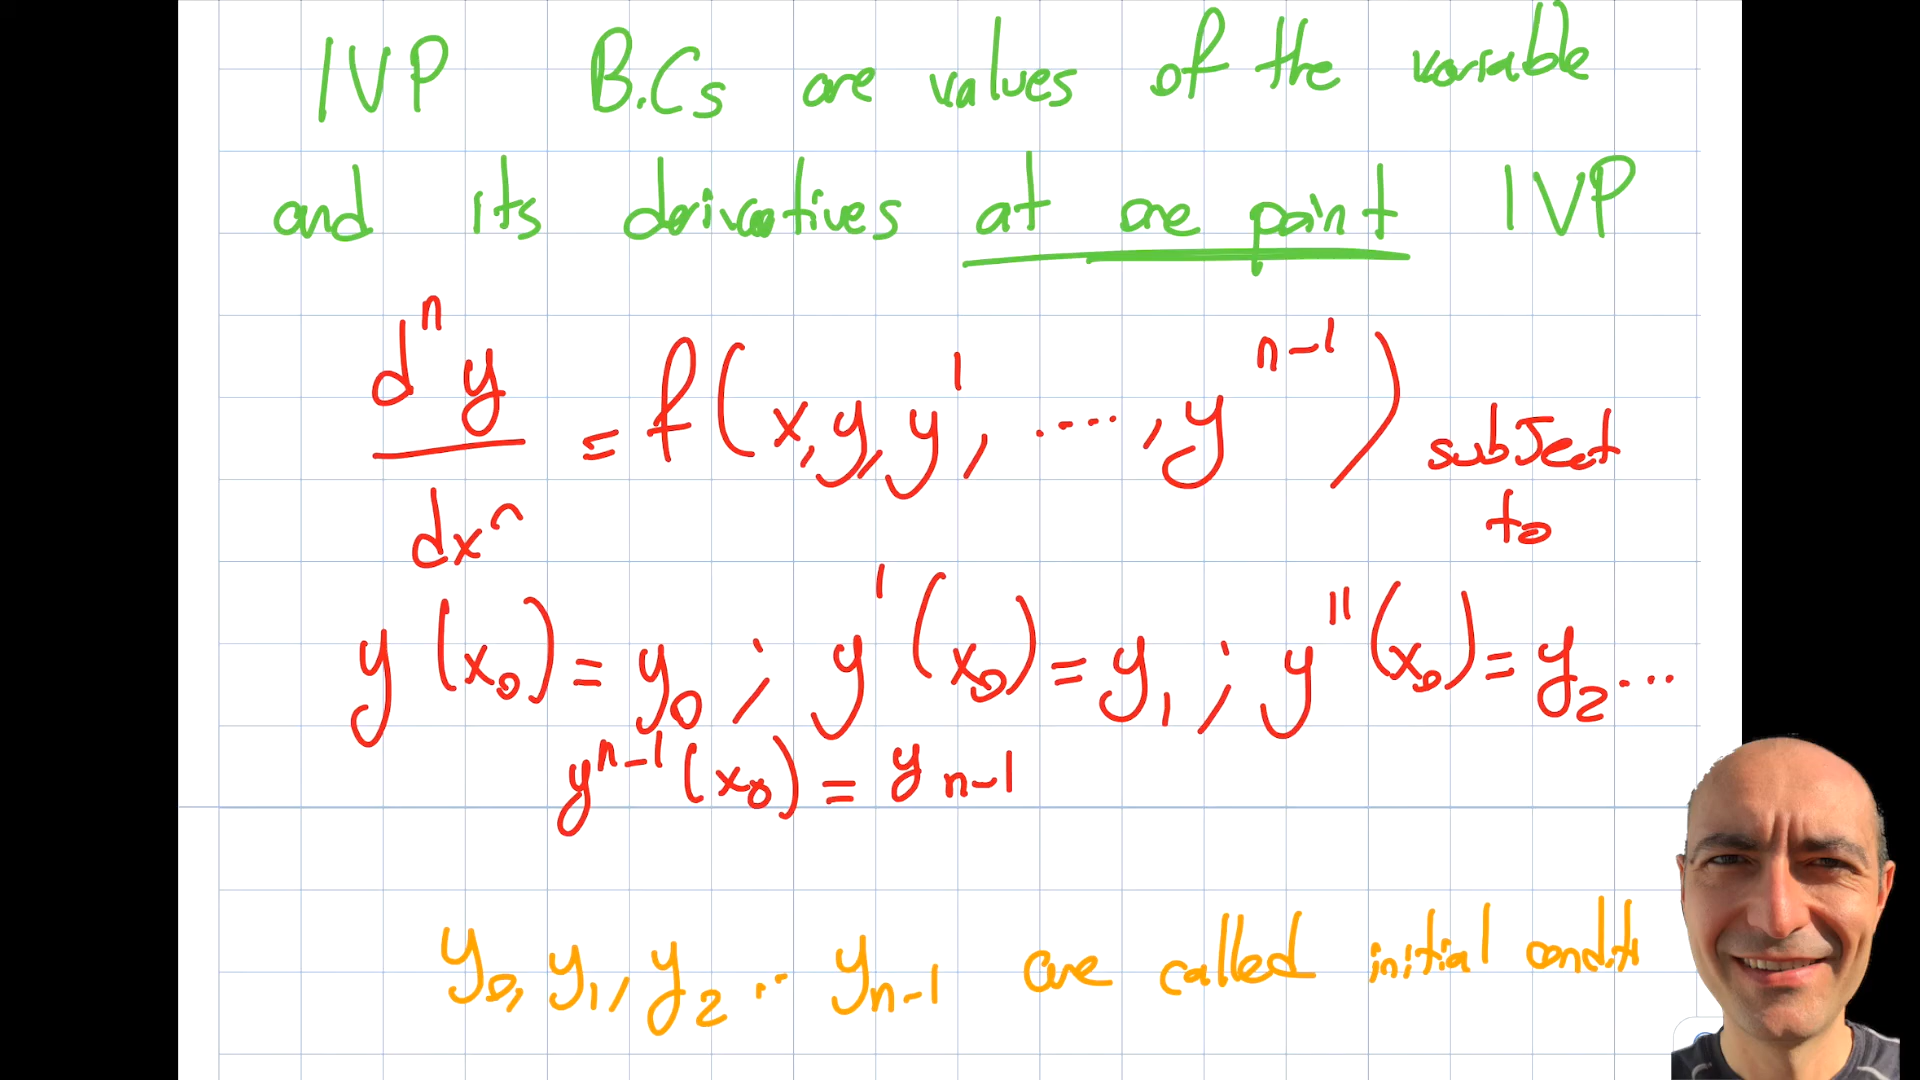 IVP B.Cs are values of the variable
and its derivatives at one point IVP
dⁿy/dxⁿ = f(x, y, y', ...., yⁿ⁻¹) subject to
y(x₀) = y₀ ; y'(x₀) = y₁ ; y''(x₀) = y₂ ...
yⁿ⁻¹(x₀) = yₙ₋₁
y₀, y₁, y₂ ... yₙ₋₁ are called initial conditi